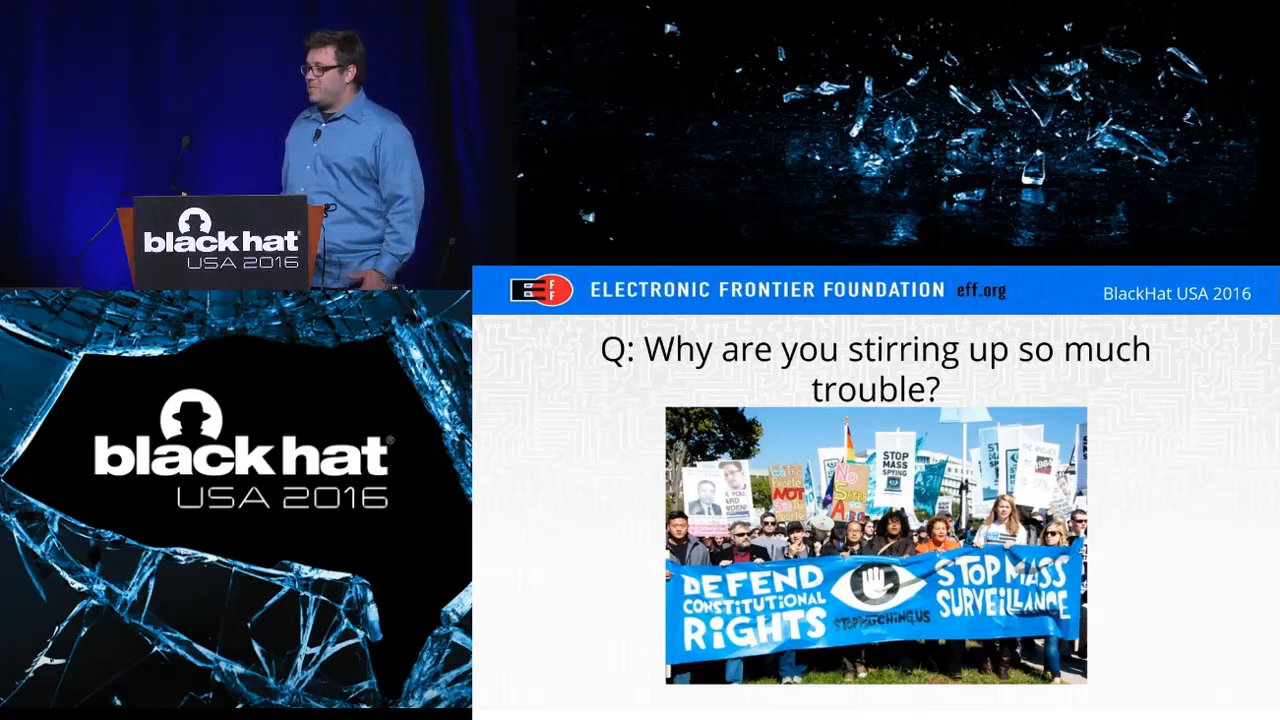 black hat
USA 2016
black hat®
USA 2016
EFF
ELECTRONIC FRONTIER FOUNDATION eff.org
BlackHat USA 2016
Q: Why are you stirring up so much
trouble?
STOP
MASS
SPYING
We The
People
NOT
NO
DEFEND
CONSTITUTIONAL
RiGHTS
STOPWATCHING.US
STOP MASS
SURVEiLLANCE